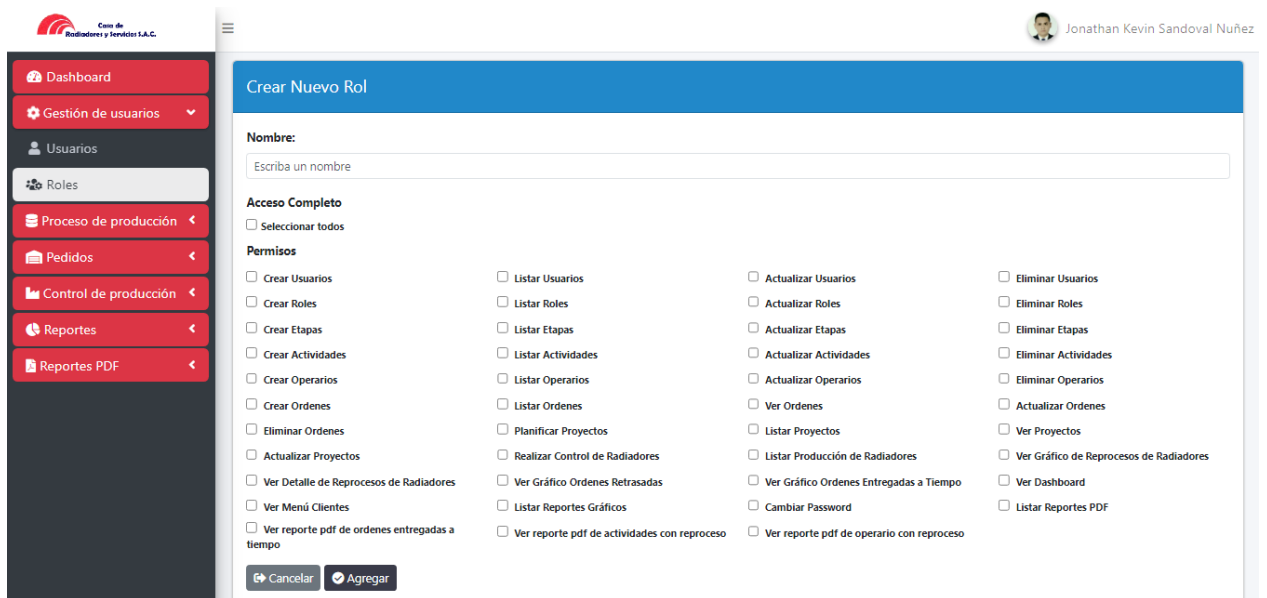 Casa de
Radiadores y Servicios S.A.C.
Jonathan Kevin Sandoval Nuñez
Dashboard
Gestión de usuarios
Usuarios
Roles
Proceso de producción
Pedidos
Control de producción
Reportes
Reportes PDF
Crear Nuevo Rol
Nombre:
Escriba un nombre
Acceso Completo
Seleccionar todos
Permisos
Crear Usuarios Listar Usuarios Actualizar Usuarios Eliminar Usuarios
Crear Roles Listar Roles Actualizar Roles Eliminar Roles
Crear Etapas Listar Etapas Actualizar Etapas Eliminar Etapas
Crear Actividades Listar Actividades Actualizar Actividades Eliminar Actividades
Crear Operarios Listar Operarios Actualizar Operarios Eliminar Operarios
Crear Ordenes Listar Ordenes Ver Ordenes Actualizar Ordenes
Eliminar Ordenes Planificar Proyectos Listar Proyectos Ver Proyectos
Actualizar Proyectos Realizar Control de Radiadores Listar Producción de Radiadores Ver Gráfico de Reprocesos de Radiadores
Ver Detalle de Reprocesos de Radiadores Ver Gráfico Ordenes Retrasadas Ver Gráfico Ordenes Entregadas a Tiempo Ver Dashboard
Ver Menú Clientes Listar Reportes Gráficos Cambiar Password Listar Reportes PDF
Ver reporte pdf de ordenes entregadas a
tiempo
Ver reporte pdf de actividades con reproceso Ver reporte pdf de operario con reproceso
Cancelar Agregar